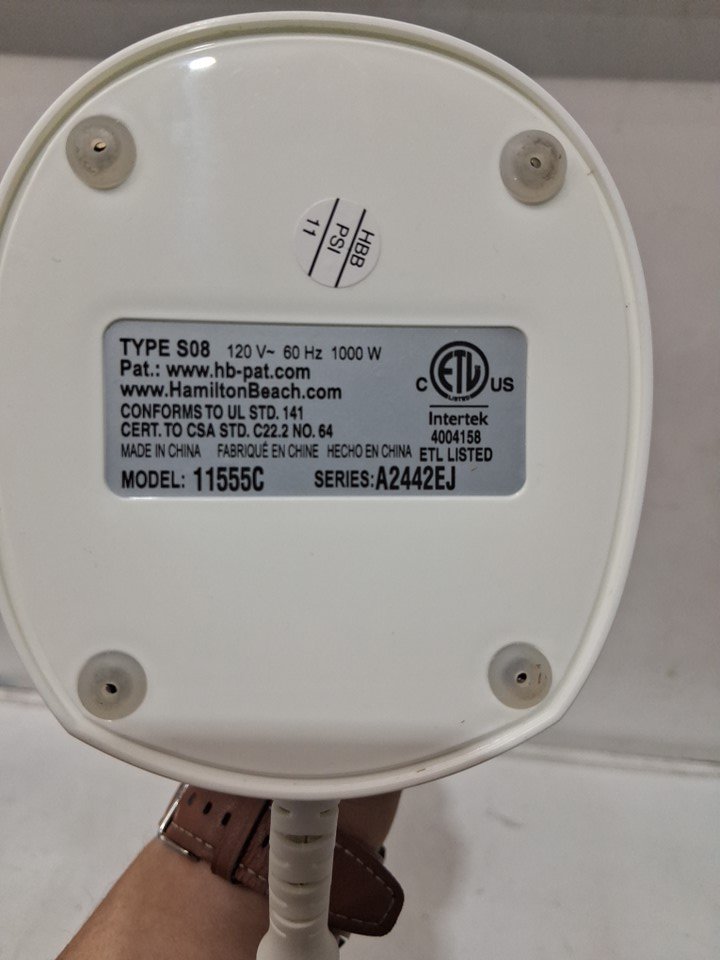 HBB
PSI
11
TYPE S08 120 V~ 60 Hz 1000 W
Pat.: www.hb-pat.com
www.HamiltonBeach.com
CONFORMS TO UL STD. 141
CERT. TO CSA STD. C22.2 NO. 64
MADE IN CHINA FABRIQUÉ EN CHINE HECHO EN CHINA
MODEL: 11555C SERIES: A2442EJ
C ETL US
LISTED
Intertek
4004158
ETL LISTED